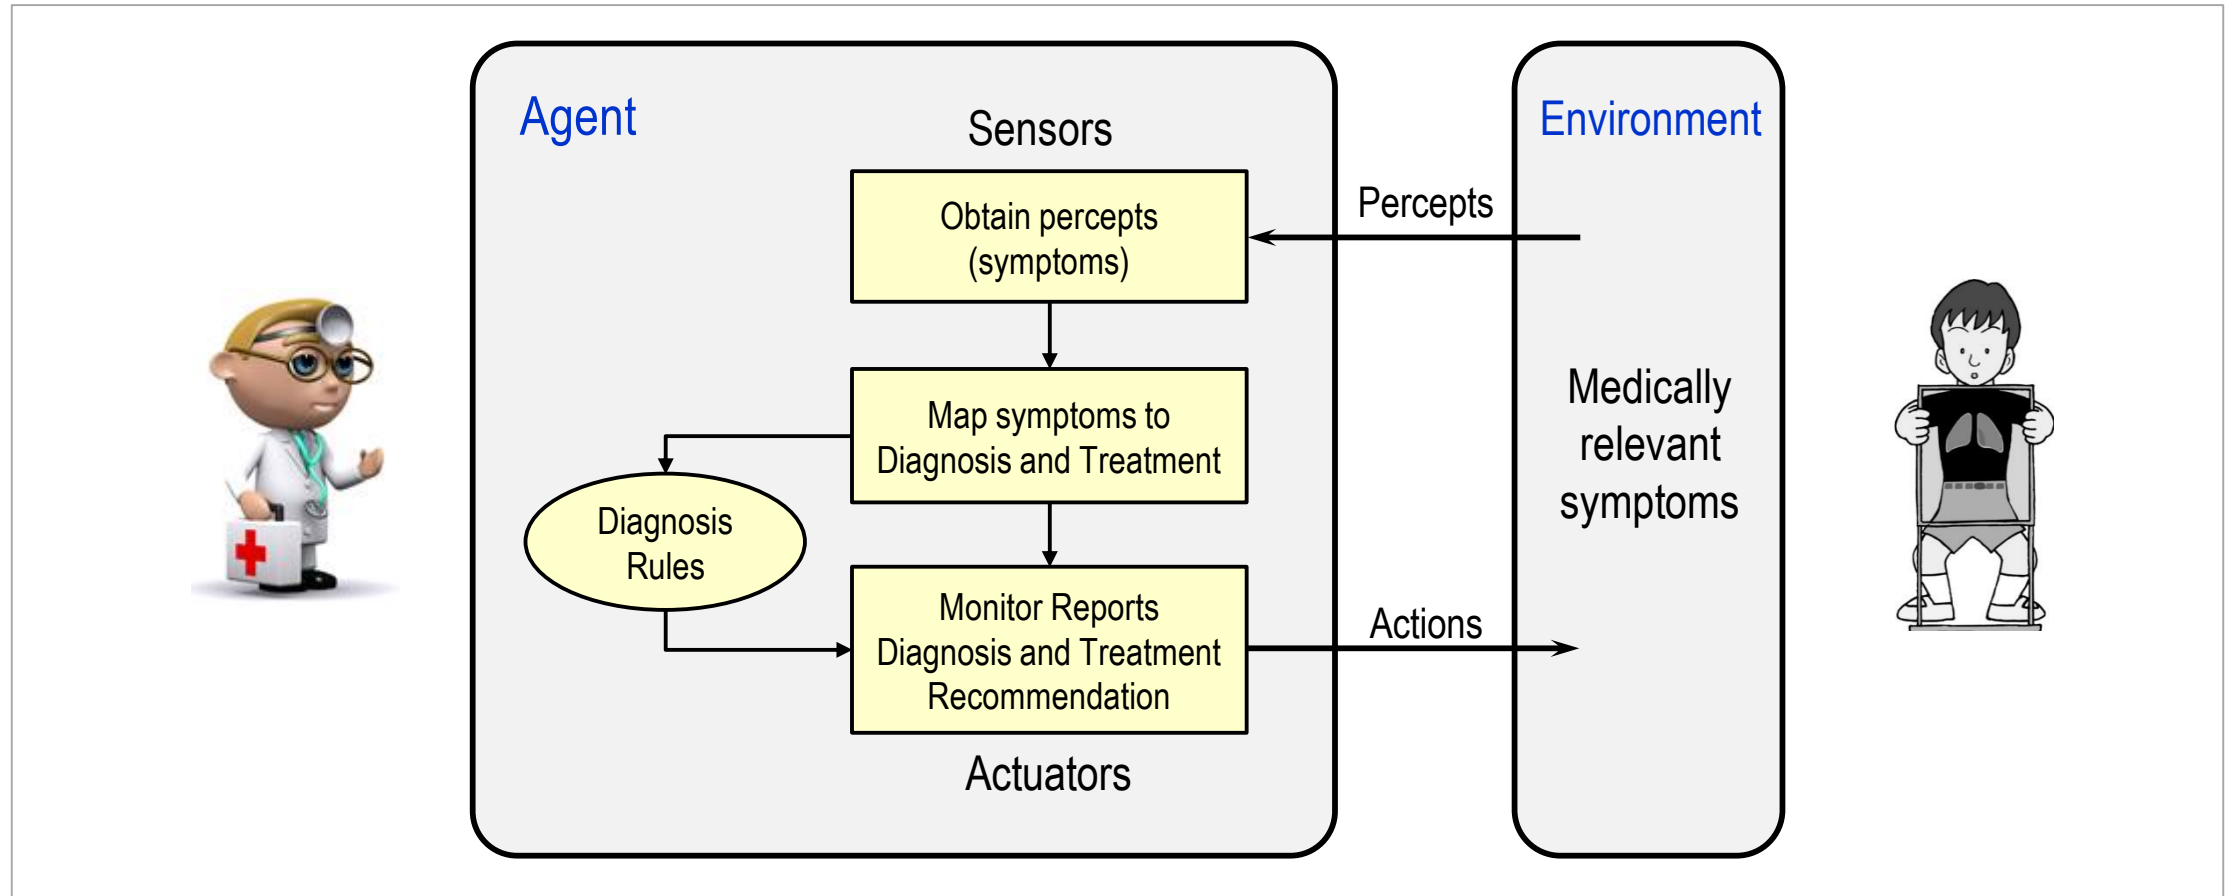 Agent
Sensors
Obtain percepts
(symptoms)
Map symptoms to
Diagnosis and Treatment
Diagnosis
Rules
Monitor Reports
Diagnosis and Treatment
Recommendation
Actuators
Percepts
Actions
Environment
Medically
relevant
symptoms